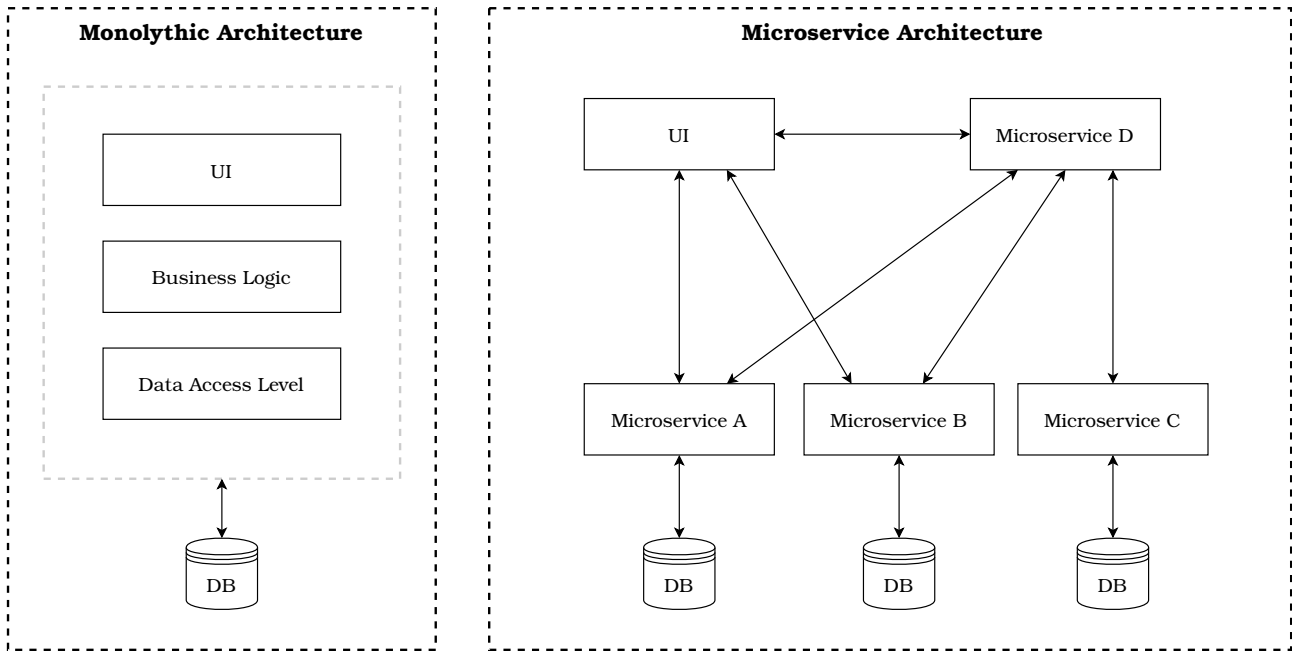 Monolythic Architecture
UI
Business Logic
Data Access Level
DB
Microservice Architecture
UI
Microservice D
Microservice A
Microservice B
Microservice C
DB
DB
DB